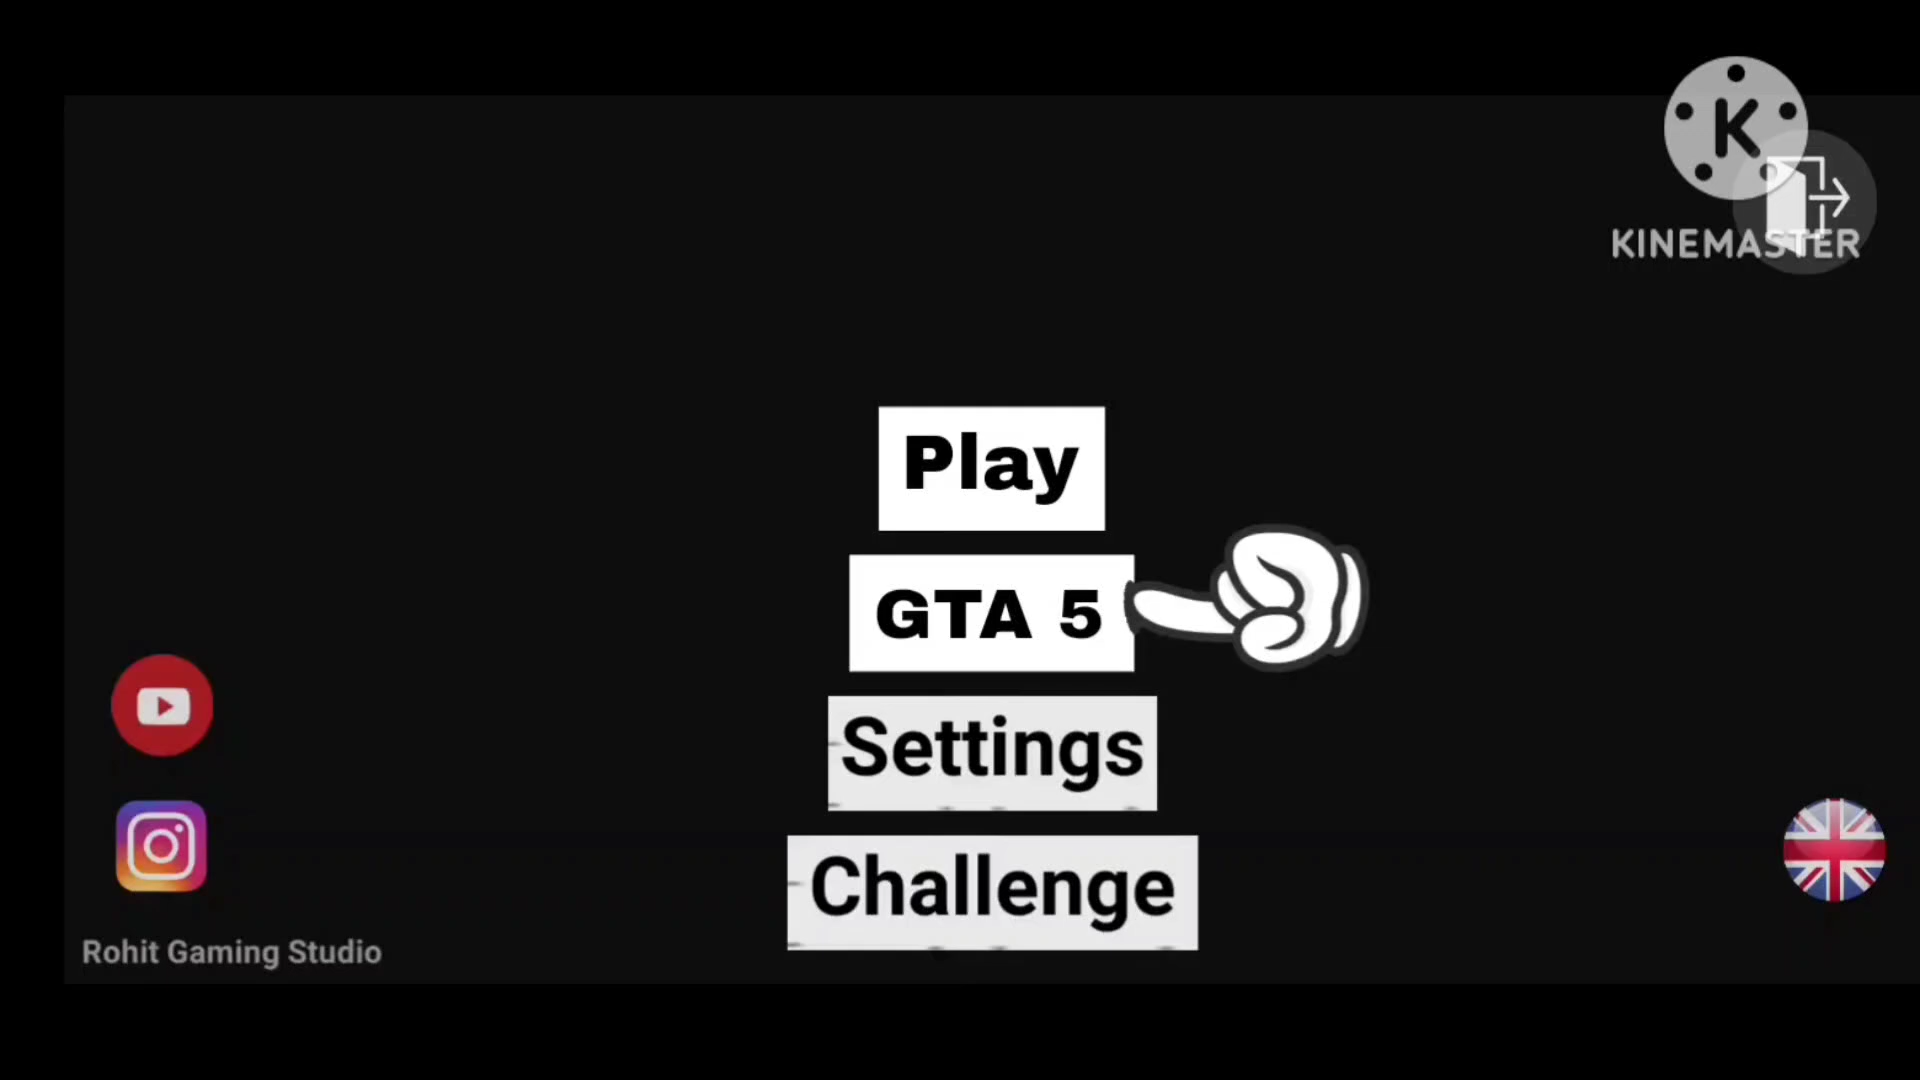 K
KINEMASTER
Play
GTA 5
Settings
Challenge
Rohit Gaming Studio